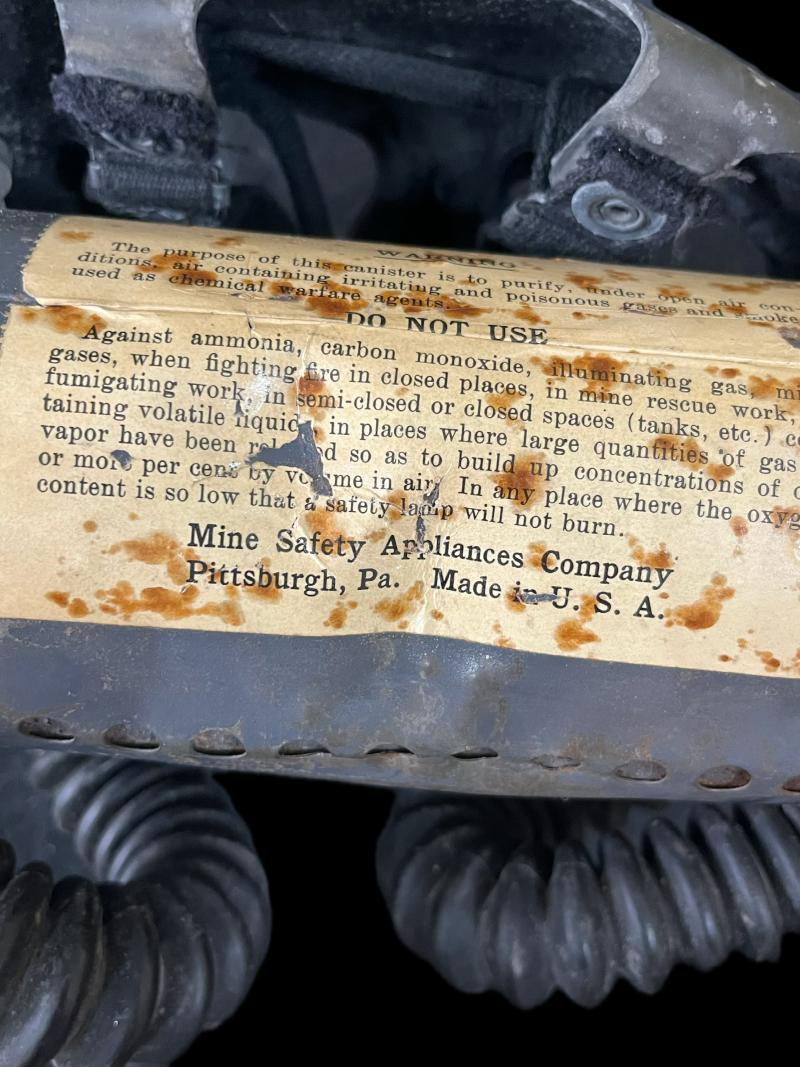 WARNING
The purpose of this canister is to purify, under open air con-
ditions, air containing irritating and poisonous gases and smoke
used as chemical warfare agents.
DO NOT USE
Against ammonia, carbon monoxide, illuminating gas, mi
gases, when fighting fire in closed places, in mine rescue work,
fumigating work, in semi-closed or closed spaces (tanks, etc.) co
taining volatile liquid in places where large quantities of gas
vapor have been so as to build up concentrations of
or more per cent by volume in air. In any place where the oxyg
content is so low that a safety lamp will not burn.
Mine Safety Appliances Company
Pittsburgh, Pa. Made in U. S. A.